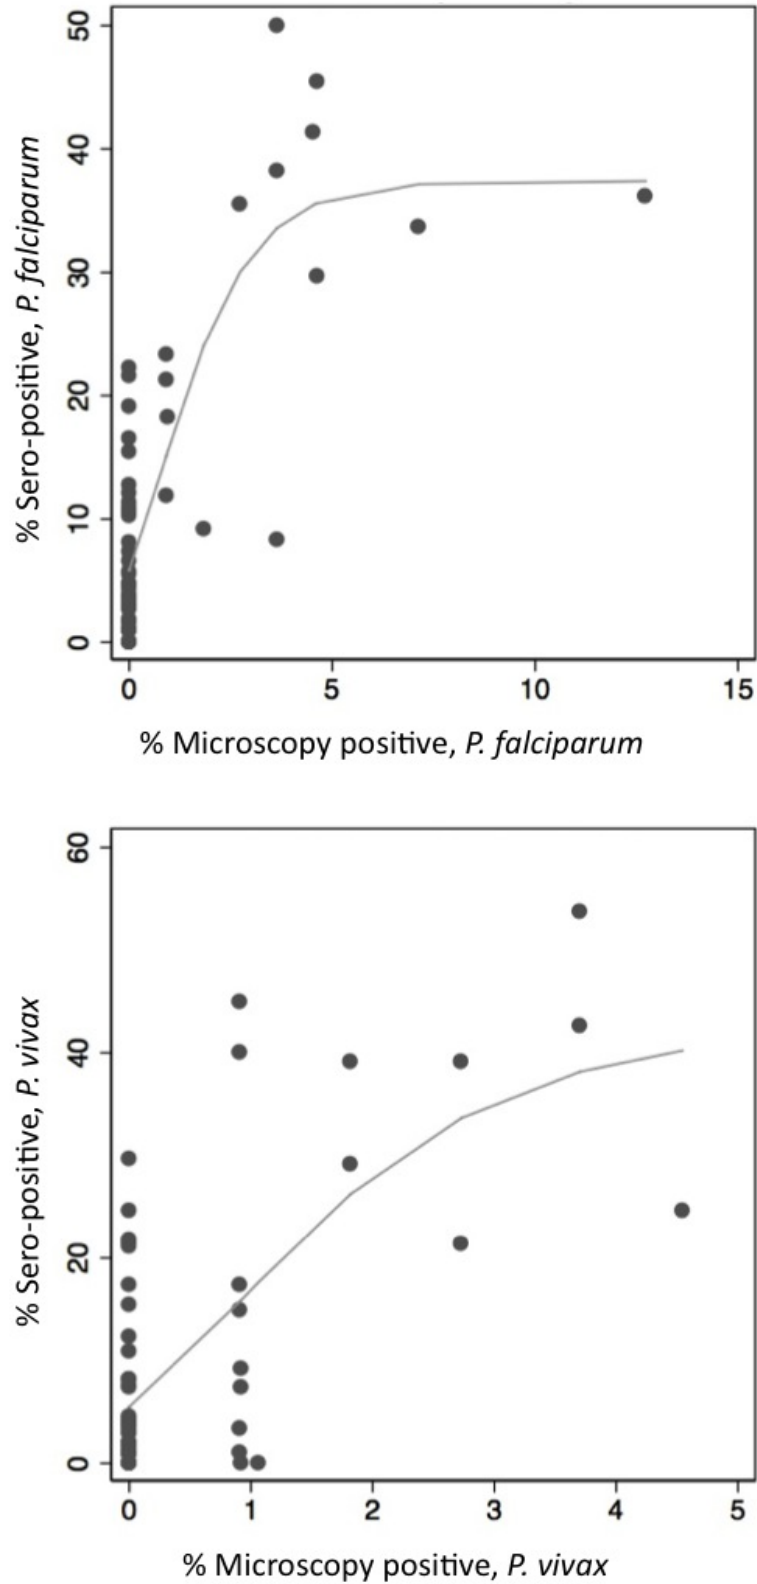 50
40
30
20
10
0
% Sero-positive, P. falciparum
0 5 10 15
% Microscopy positive, P. falciparum
60
40
20
0
% Sero-positive, P. vivax
0 1 2 3 4 5
% Microscopy positive, P. vivax